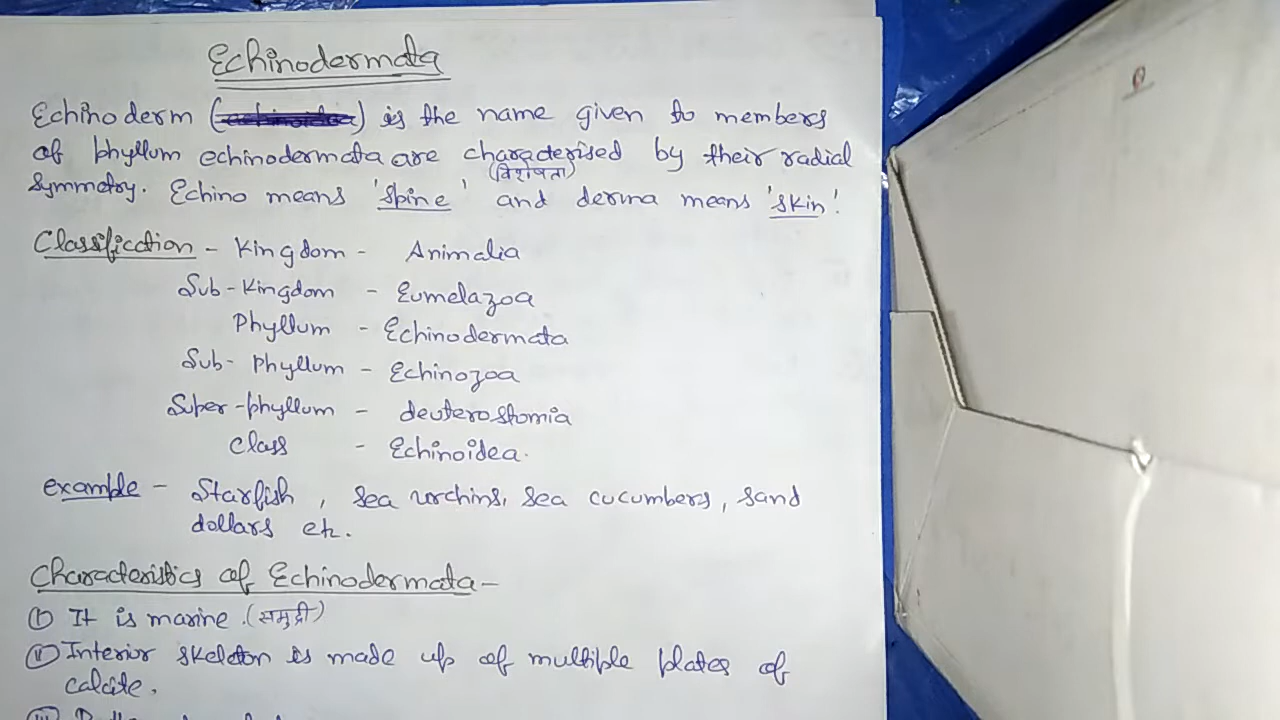 Echinodermata
Echinoderm () is the name given to members
of phyllum echinodermata are characterised by their radial
(विशेषता)
symmetry. Echino means 'spine' and derma means 'skin'.
Classification - Kingdom - Animalia
Sub-Kingdom - Eumelazoa
Phyllum - Echinodermata
Sub-Phyllum - Echinozoa
Super-phyllum - deuterostomia
Class - Echinoidea.
example - Starfish, sea urchins, sea cucumbers, sand
dollars etc.
Characteristics of Echinodermata -
(i) It is marine. (समुद्री)
(ii) Interior skeleton is made up of multiple plates of
calcite.
(iii)